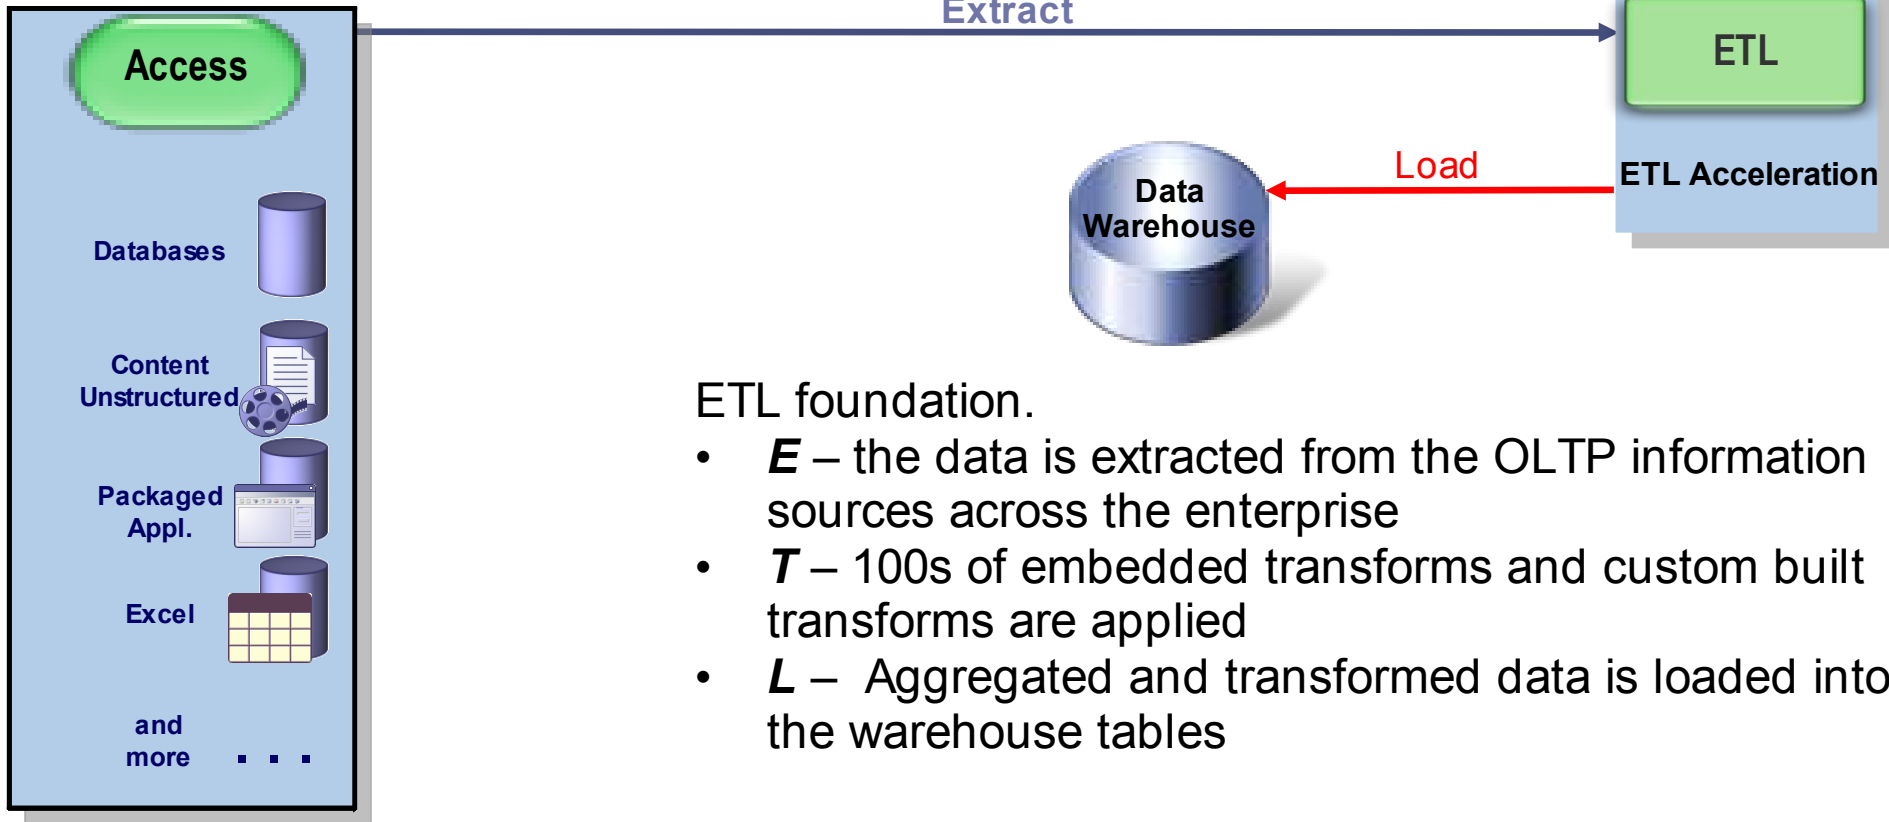 Extract
Access
ETL
ETL Acceleration
Load
Data
Warehouse
Databases
Content
Unstructured
Packaged
Appl.
Excel
and
more . . .
ETL foundation.
• E – the data is extracted from the OLTP information
sources across the enterprise
• T – 100s of embedded transforms and custom built
transforms are applied
• L – Aggregated and transformed data is loaded into
the warehouse tables